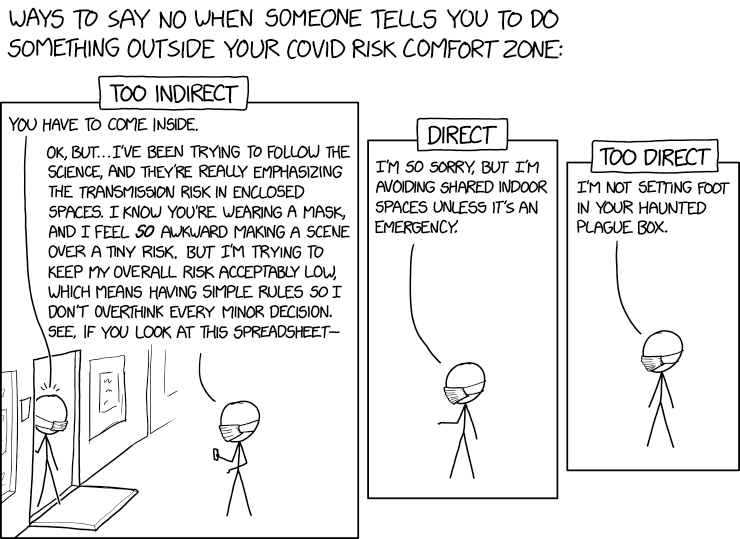 WAYS TO SAY NO WHEN SOMEONE TELLS YOU TO DO
SOMETHING OUTSIDE YOUR COVID RISK COMFORT ZONE:
TOO INDIRECT
YOU HAVE TO COME INSIDE.
OK, BUT...I'VE BEEN TRYING TO FOLLOW THE
SCIENCE, AND THEY'RE REALLY EMPHASIZING
THE TRANSMISSION RISK IN ENCLOSED
SPACES. I KNOW YOU'RE WEARING A MASK,
AND I FEEL SO AWKWARD MAKING A SCENE
OVER A TINY RISK. BUT I'M TRYING TO
KEEP MY OVERALL RISK ACCEPTABLY LOW,
WHICH MEANS HAVING SIMPLE RULES SO I
DON'T OVERTHINK EVERY MINOR DECISION.
SEE, IF YOU LOOK AT THIS SPREADSHEET—
DIRECT
I'M SO SORRY, BUT I'M
AVOIDING SHARED INDOOR
SPACES UNLESS IT'S AN
EMERGENCY.
TOO DIRECT
I'M NOT SETTING FOOT
IN YOUR HAUNTED
PLAGUE BOX.